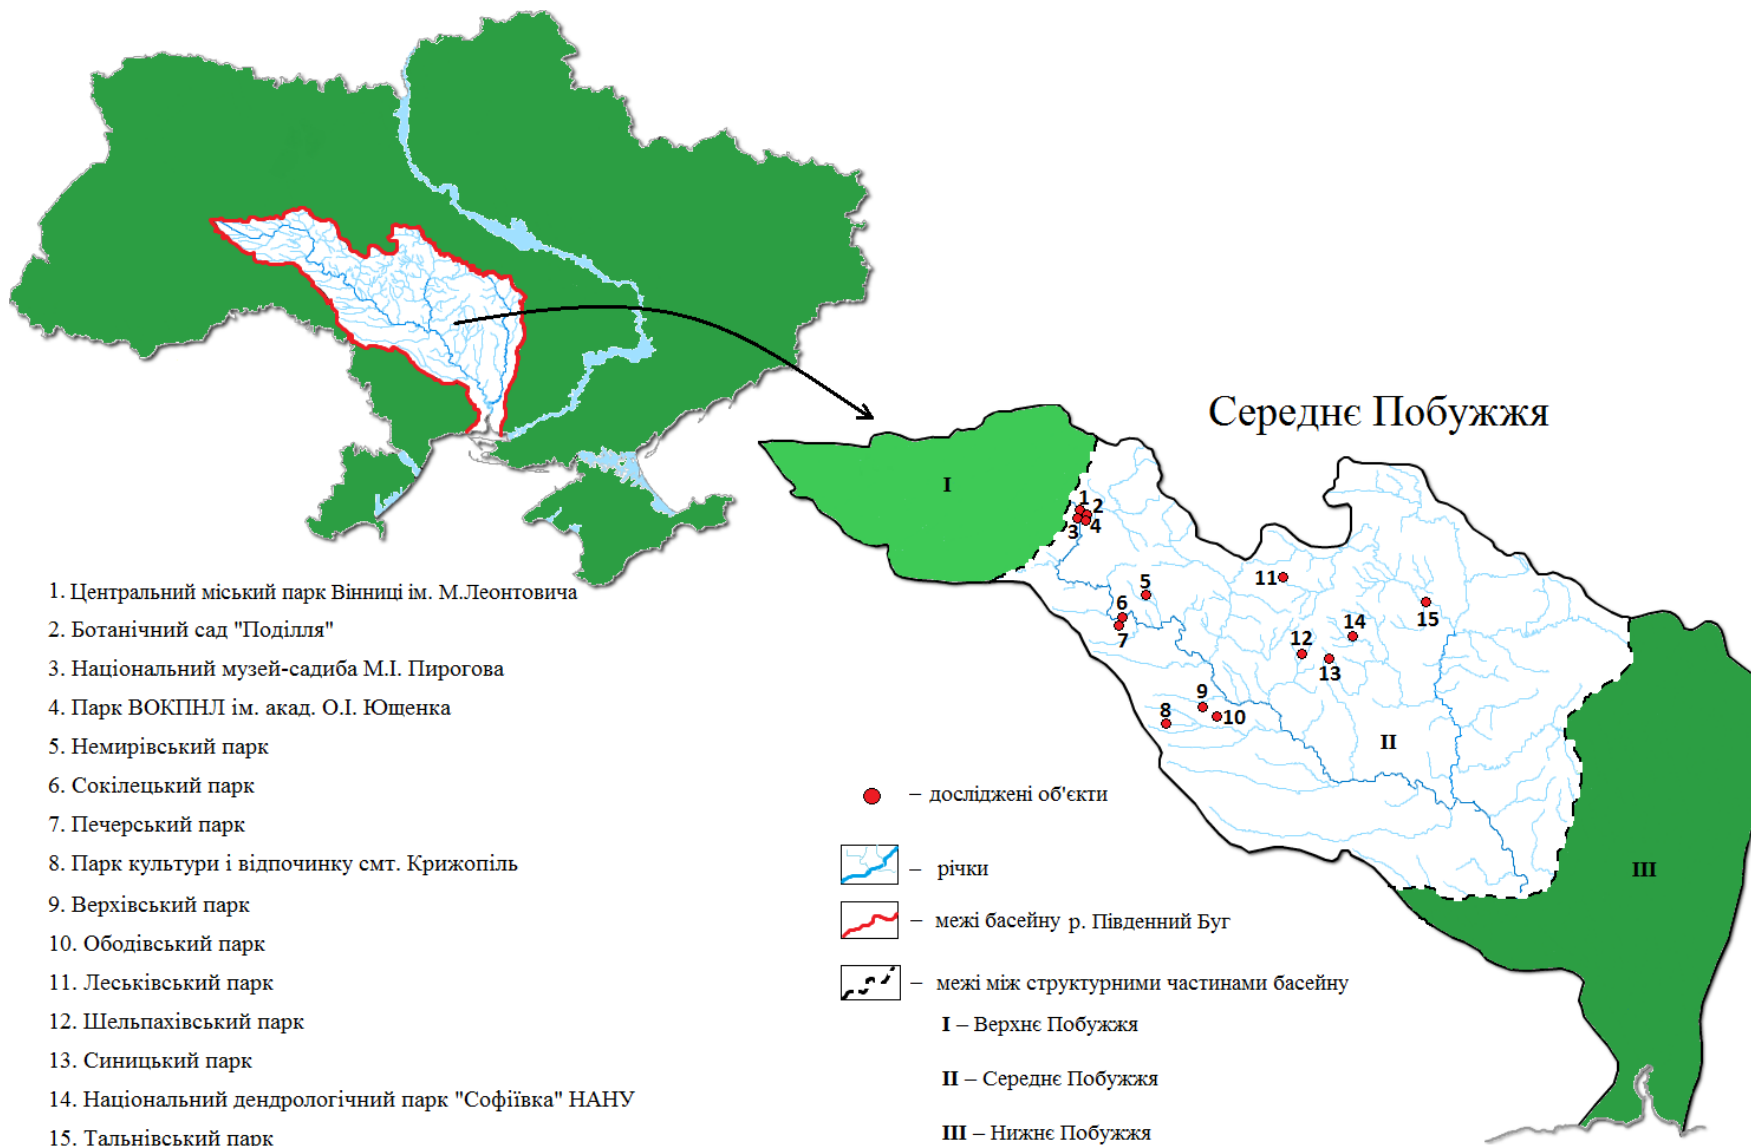 Середнє Побужжя
I
1
2
3
4
5
6
7
8
9
10
11
12
13
14
15
II
III
1. Центральний міський парк Вінниці ім. М.Леонтовича
2. Ботанічний сад "Поділля"
3. Національний музей-садиба М.І. Пирогова
4. Парк ВОКПНЛ ім. акад. О.І. Ющенка
5. Немирівський парк
6. Сокілецький парк
7. Печерський парк
8. Парк культури і відпочинку смт. Крижопіль
9. Верхівський парк
10. Ободівський парк
11. Леськівський парк
12. Шельпахівський парк
13. Синицький парк
14. Національний дендрологічний парк "Софіївка" НАНУ
15. Тальнівський парк
– досліджені об'єкти
– річки
– межі басейну р. Південний Буг
– межі між структурними частинами басейну
I – Верхнє Побужжя
II – Середнє Побужжя
III – Нижнє Побужжя